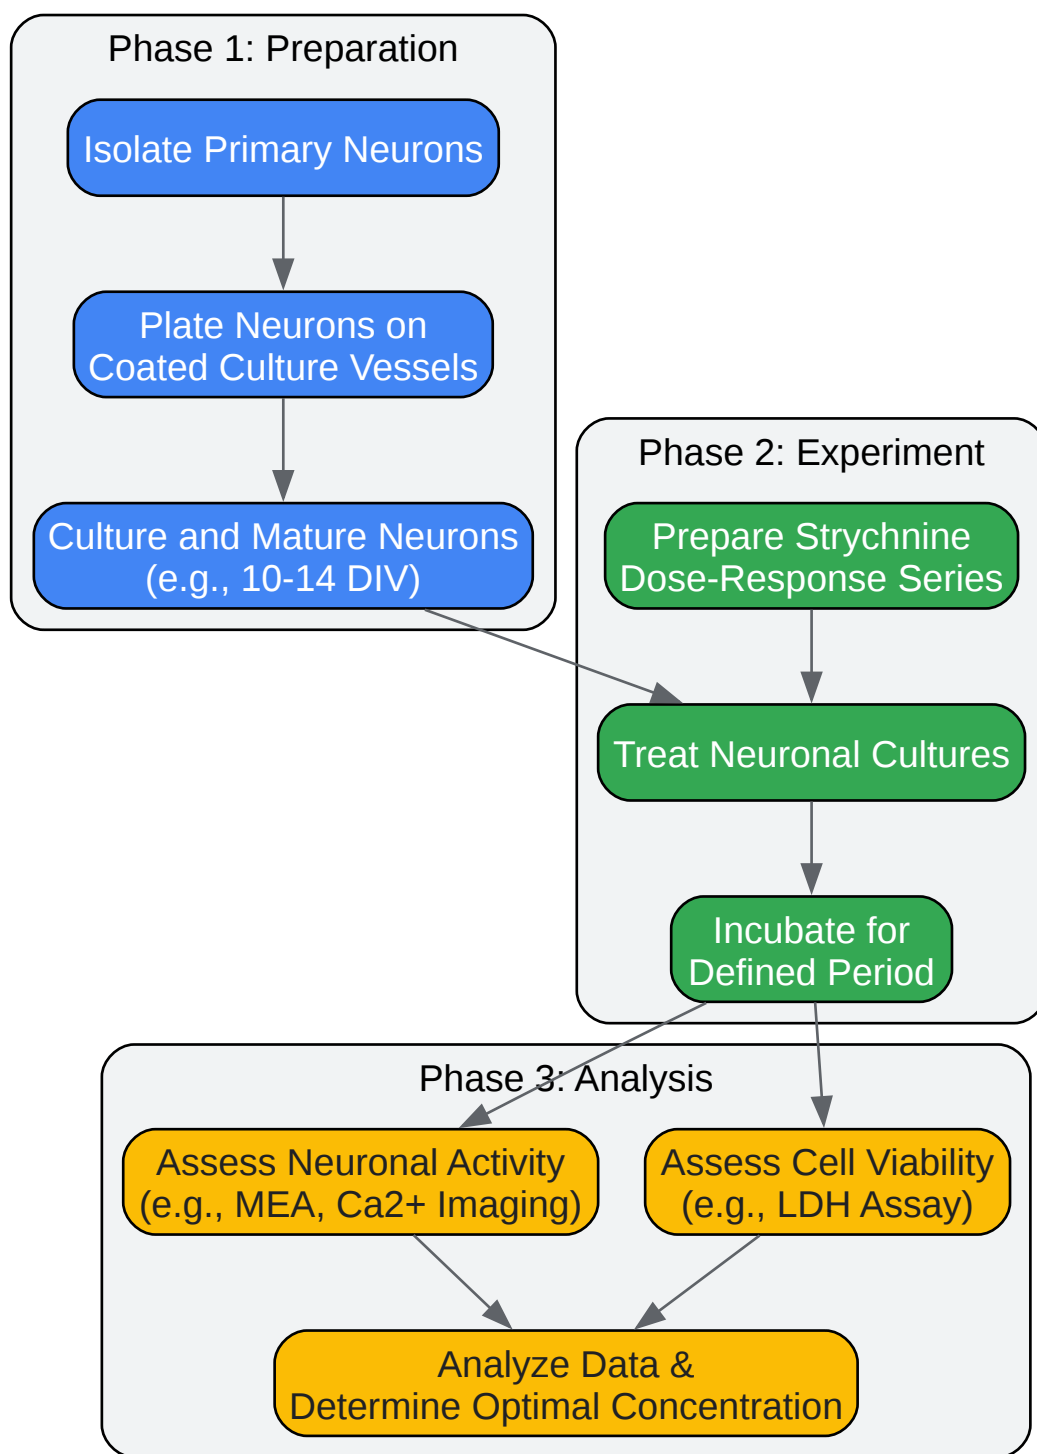 Phase 1: Preparation
Isolate Primary Neurons
Plate Neurons on
Coated Culture Vessels
Culture and Mature Neurons
(e.g., 10-14 DIV)
Phase 2: Experiment
Prepare Strychnine
Dose-Response Series
Treat Neuronal Cultures
Incubate for
Defined Period
Phase 3: Analysis
Assess Neuronal Activity
(e.g., MEA, Ca2+ Imaging)
Assess Cell Viability
(e.g., LDH Assay)
Analyze Data &
Determine Optimal Concentration